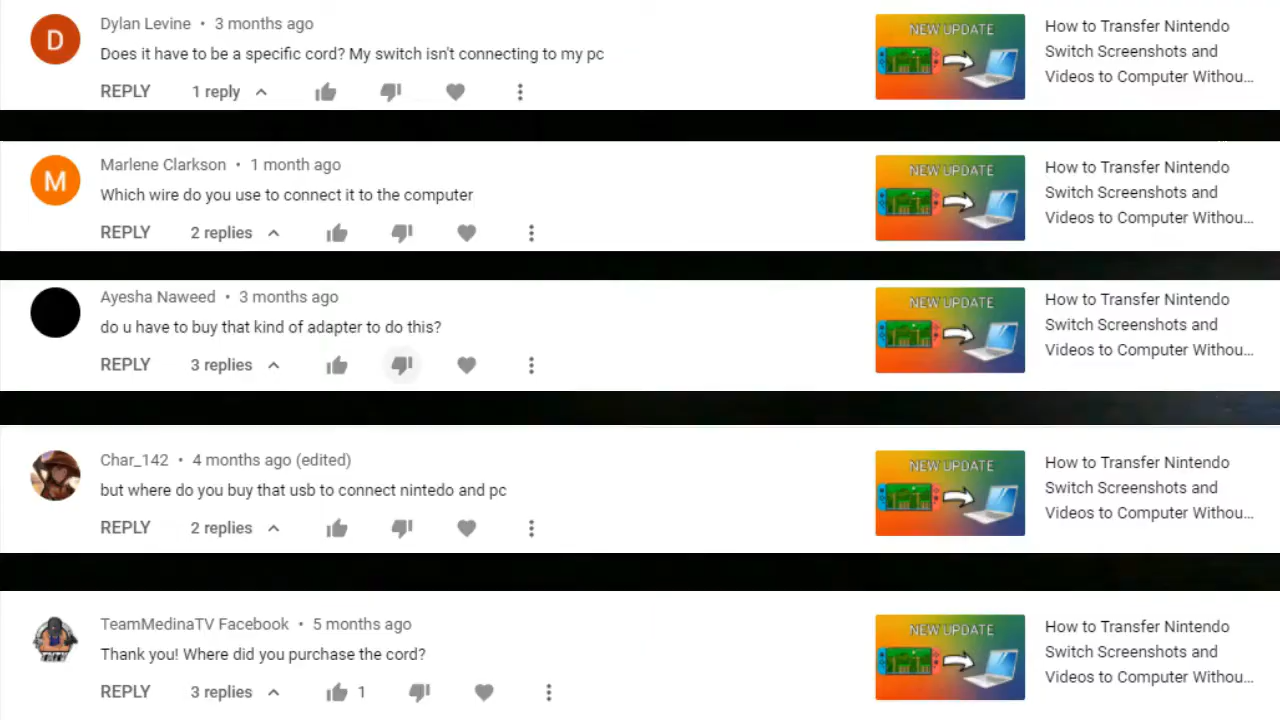 Dylan Levine • 3 months ago
Does it have to be a specific cord? My switch isn't connecting to my pc
REPLY 1 reply
D
NEW UPDATE
How to Transfer Nintendo
Switch Screenshots and
Videos to Computer Withou...
Marlene Clarkson • 1 month ago
Which wire do you use to connect it to the computer
REPLY 2 replies
M
NEW UPDATE
How to Transfer Nintendo
Switch Screenshots and
Videos to Computer Withou...
Ayesha Naweed • 3 months ago
do u have to buy that kind of adapter to do this?
REPLY 3 replies
NEW UPDATE
How to Transfer Nintendo
Switch Screenshots and
Videos to Computer Withou...
Char_142 • 4 months ago (edited)
but where do you buy that usb to connect nintedo and pc
REPLY 2 replies
NEW UPDATE
How to Transfer Nintendo
Switch Screenshots and
Videos to Computer Withou...
TeamMedinaTV Facebook • 5 months ago
Thank you! Where did you purchase the cord?
REPLY 3 replies 1
NEW UPDATE
How to Transfer Nintendo
Switch Screenshots and
Videos to Computer Withou...